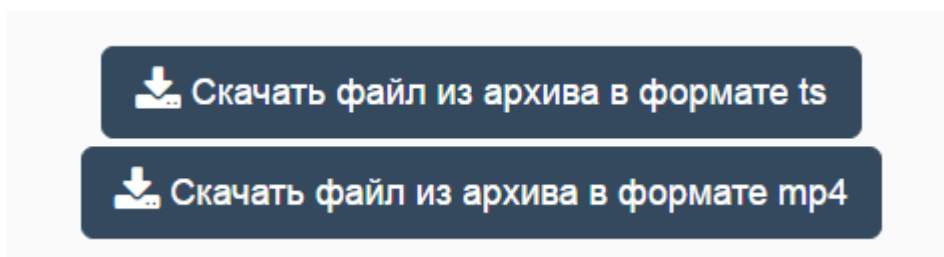 Скачать файл из архива в формате ts
Скачать файл из архива в формате mp4